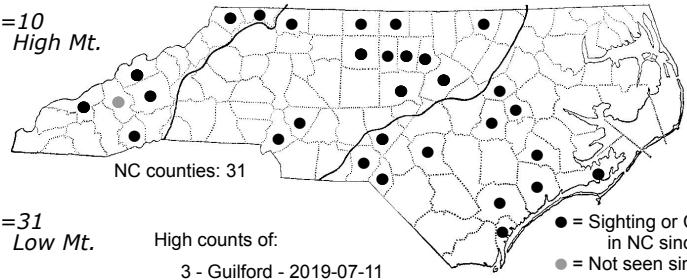 =10
High Mt.
NC counties: 31
=31
Low Mt.
High counts of:
3 - Guilford - 2019-07-11
● = Sighting or
in NC sinc
● = Not seen sin